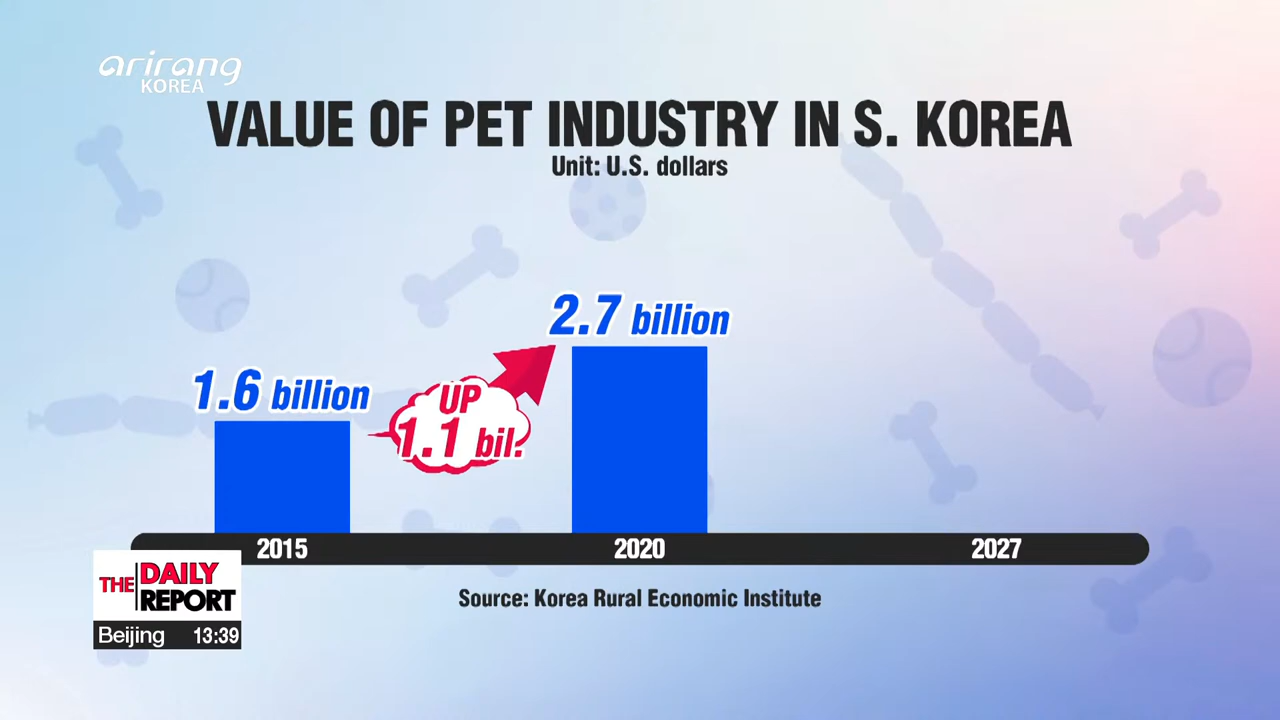 arirang
KOREA
VALUE OF PET INDUSTRY IN S. KOREA
Unit: U.S. dollars
2.7 billion
1.6 billion
UP
1.1 bil.
2015
2020
2027
THE DAILY
REPORT
Source: Korea Rural Economic Institute
Beijing 13:39